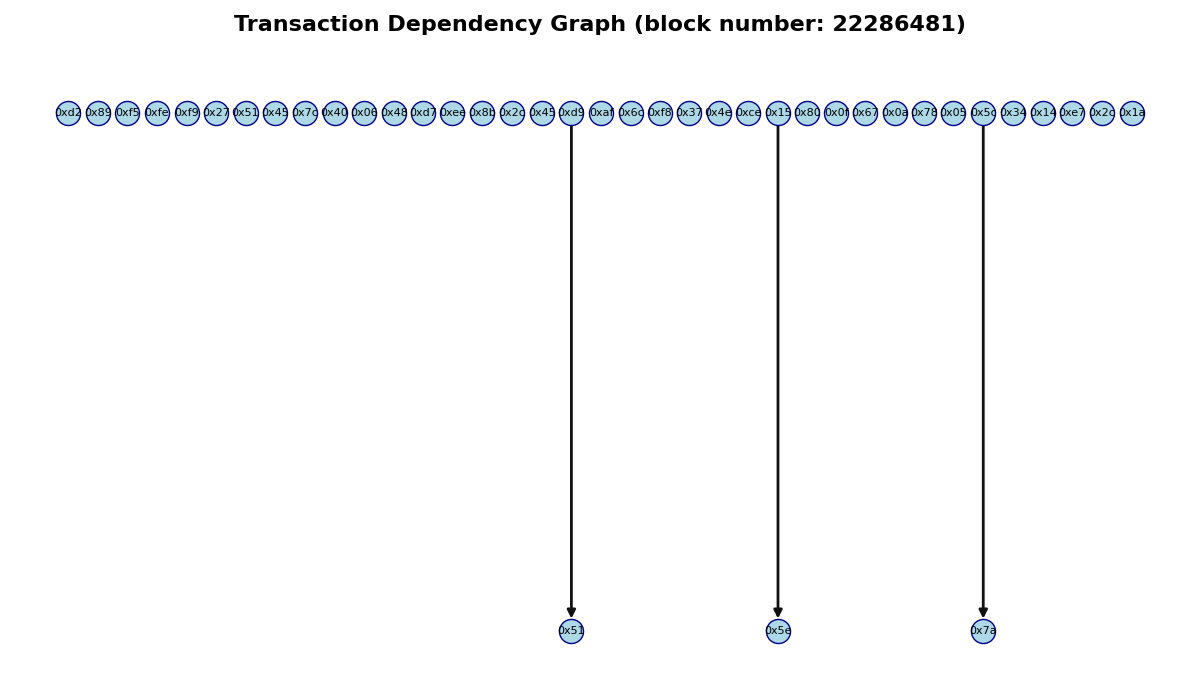 Transaction Dependency Graph (block number: 22286481)
0xd2 0x89 0xf5 0xfe 0xf9 0x27 0x51 0x45 0x7c 0x40 0x06 0x48 0xd7 0xee 0x8b 0x2c 0x45 0xd9 0xaf 0x6c 0xf8 0x37 0x4e 0xce 0x15 0x80 0x0f 0x67 0x0a 0x78 0x05 0x5c 0x34 0x14 0xe7 0x2c 0x1a
0x51 0x5e 0x7a